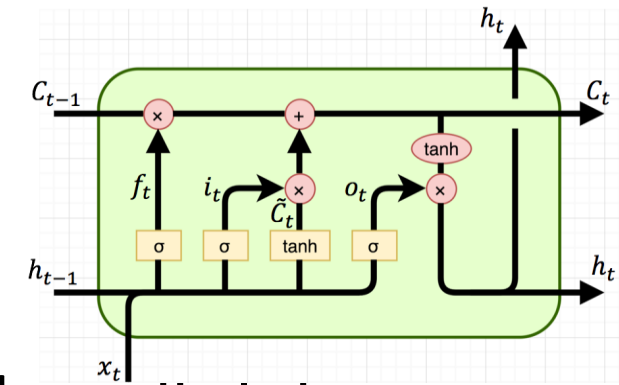 h_t
C_{t-1} × + C_t
tanh
f_t i_t × o_t ×
C̃_t
σ σ tanh σ
h_{t-1} h_t
x_t